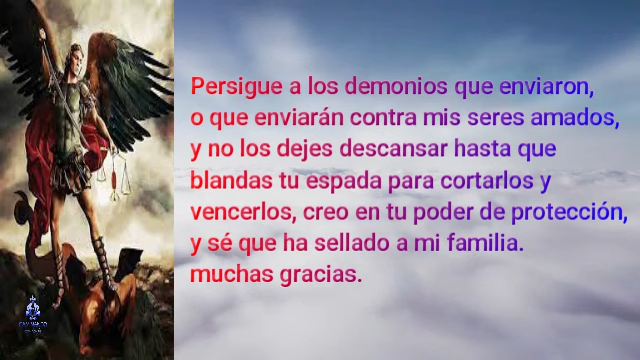 Persigue a los demonios que enviaron,
o que enviarán contra mis seres amados,
y no los dejes descansar hasta que
blandas tu espada para cortarlos y
vencerlos, creo en tu poder de protección,
y sé que ha sellado a mi familia.
muchas gracias.